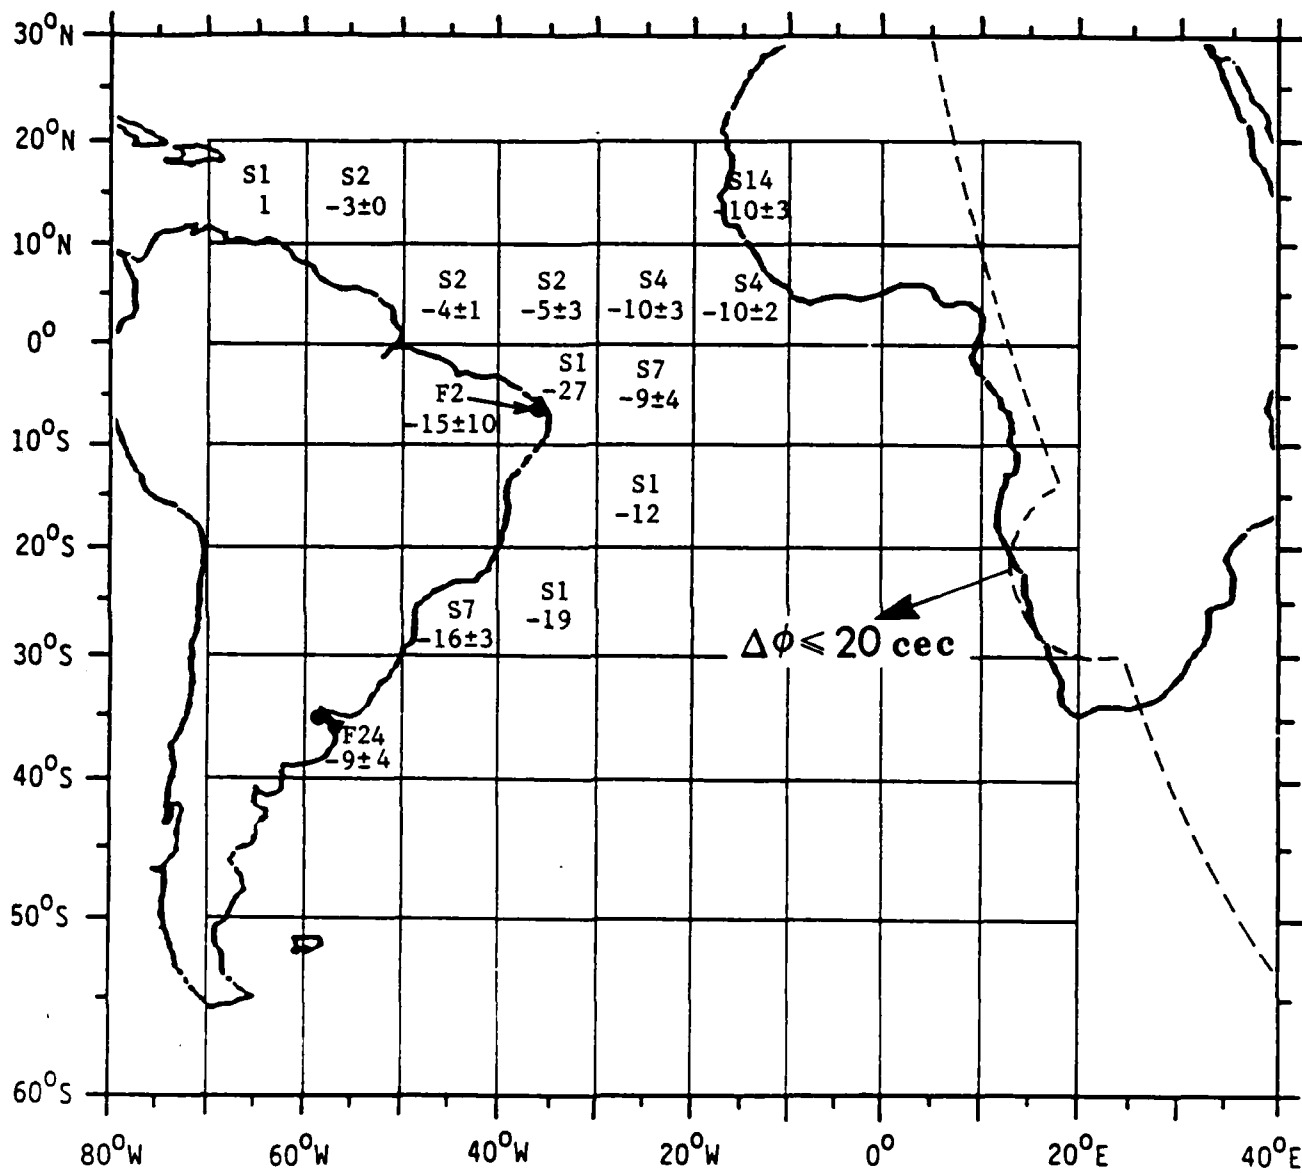 30°N
20°N
S1 S2 S14
1 -3±0 -10±3
10°N
S2 S2 S4 S4
-4±1 -5±3 -10±3 -10±2
0°
S1 S7
-27 -9±4
F2
-15±10
10°S
S1
-12
20°S
S7 S1
-16±3 -19
Δϕ⩽20 cec
30°S
F24
-9±4
40°S
50°S
60°S
80°W 60°W 40°W 20°W 0° 20°E 40°E